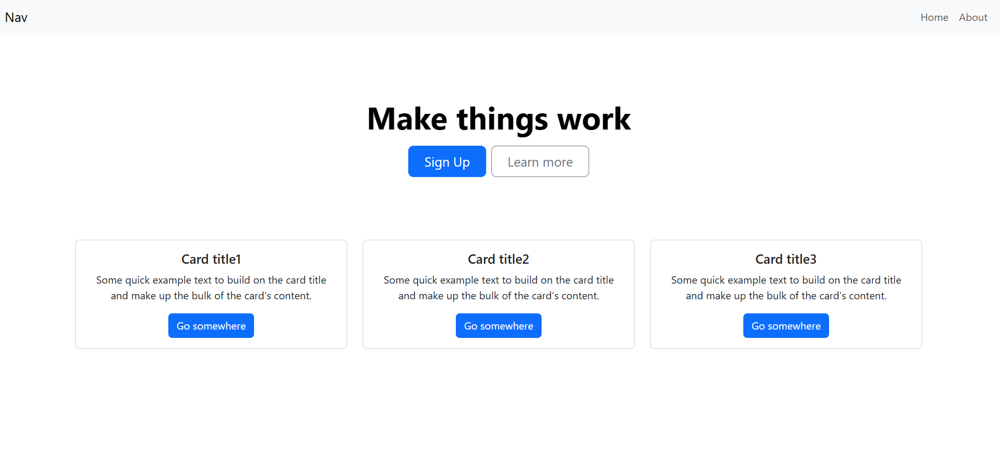 Nav
Home About
Make things work
Sign Up Learn more
Card title1
Some quick example text to build on the card title
and make up the bulk of the card's content.
Go somewhere
Card title2
Some quick example text to build on the card title
and make up the bulk of the card's content.
Go somewhere
Card title3
Some quick example text to build on the card title
and make up the bulk of the card's content.
Go somewhere